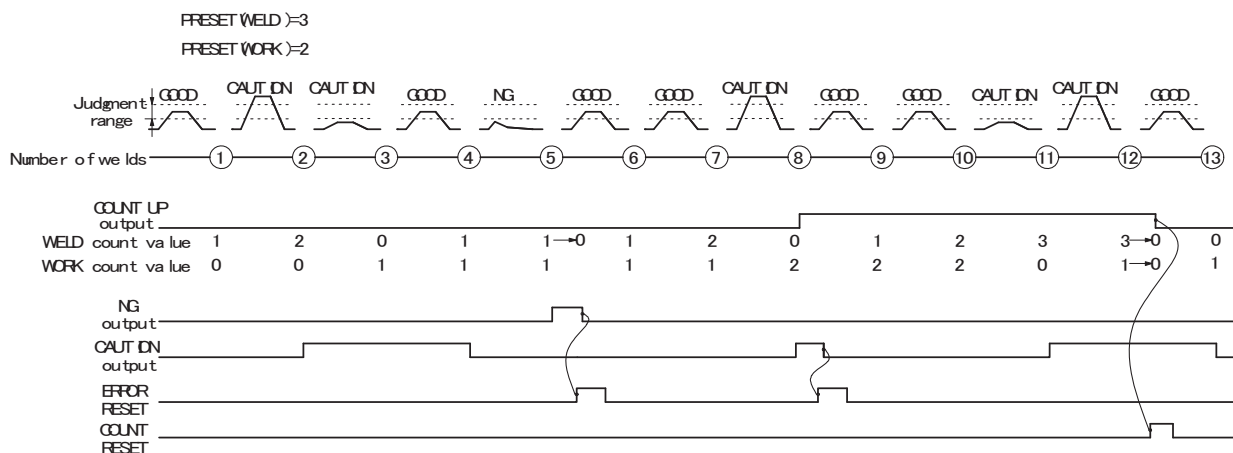 PRESET(WELD)=3
PRESET(WORK)=2
GOOD CAUTION CAUTION GOOD NG GOOD GOOD CAUTION GOOD GOOD CAUTION CAUTION GOOD
Judgment
range
Number of welds 1 2 3 4 5 6 7 8 9 10 11 12 13
COUNT UP
output
WELD count value 1 2 0 1 1→0 1 2 0 1 2 3 3→0 0
WORK count value 0 0 1 1 1 1 1 2 2 2 0 1→0 1
NG
output
CAUTION
output
ERROR
RESET
COUNT
RESET